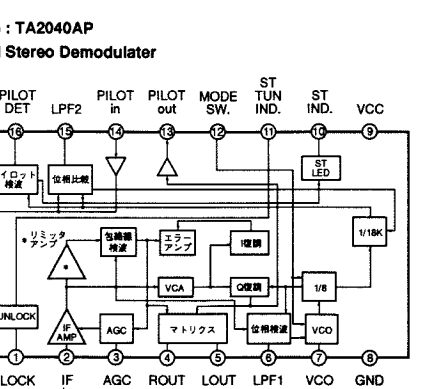 : TA2040AP
Stereo Demodulater
PILOT DET
LPF2
PILOT in
PILOT out
MODE SW.
ST TUN IND.
ST IND.
VCC
16
15
14
13
12
11
10
9
イロット検波
位相比較
ST LED
1/18K
*リミッタアンプ
*
包絡線検波
エラーアンプ
I復調
VCA
Q復調
1/8
UNLOCK
IF AMP
AGC
マトリクス
位相検波
VCO
1
2
3
4
5
6
7
8
LOCK
IF
AGC
ROUT
LOUT
LPF1
VCO
GND